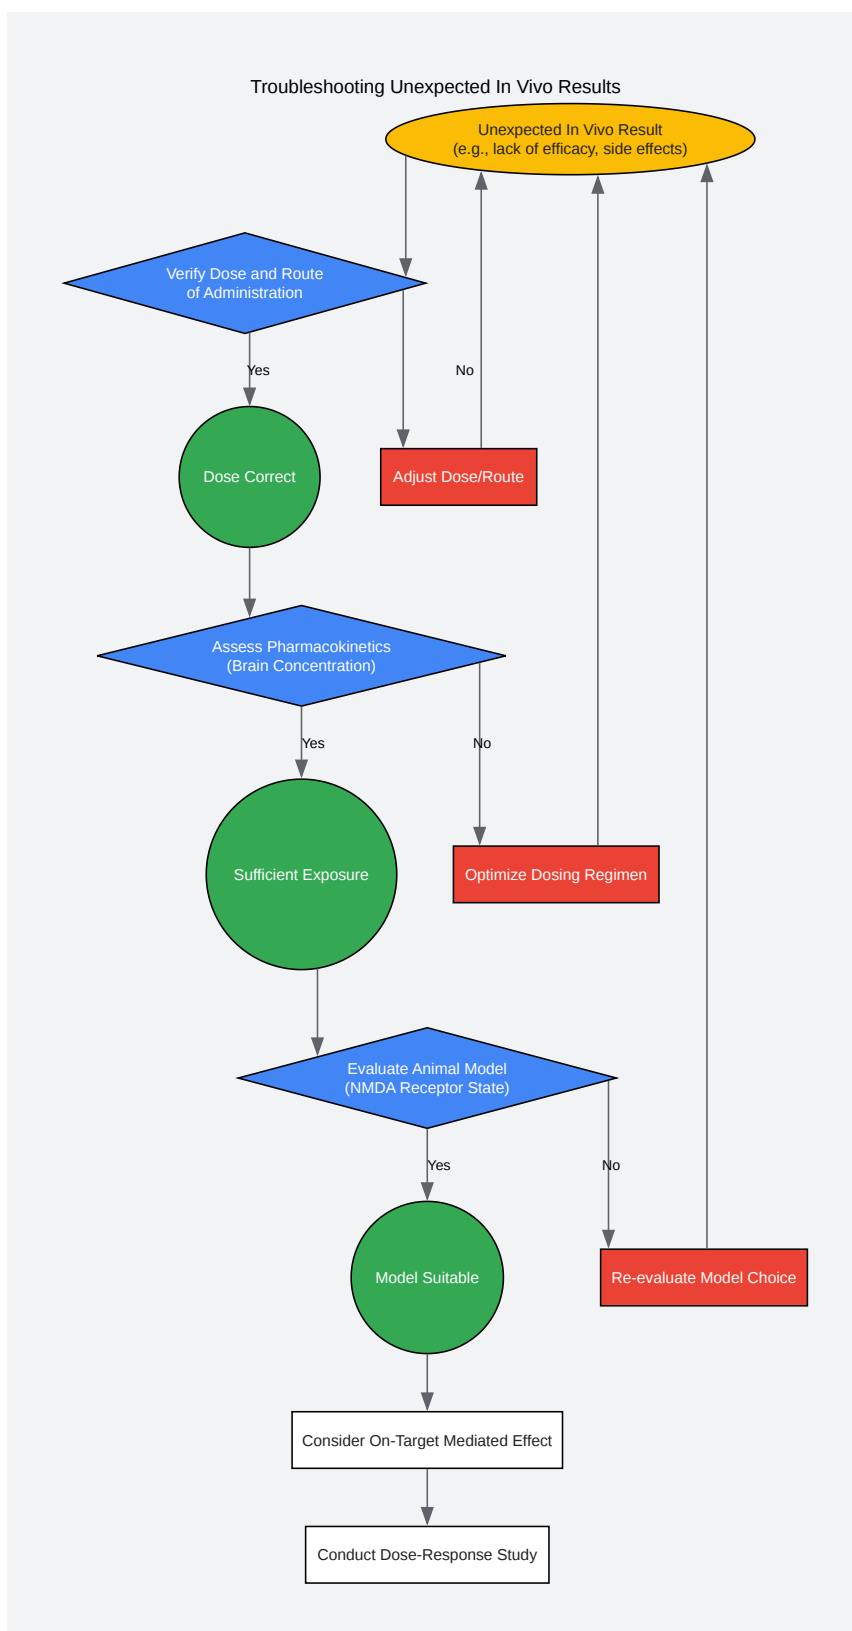 Troubleshooting Unexpected In Vivo Results
Unexpected In Vivo Result
(e.g., lack of efficacy, side effects)
Verify Dose and Route
of Administration
Yes
No
Dose Correct
Adjust Dose/Route
Assess Pharmacokinetics
(Brain Concentration)
Yes
No
Sufficient Exposure
Optimize Dosing Regimen
Evaluate Animal Model
(NMDA Receptor State)
Yes
No
Model Suitable
Re-evaluate Model Choice
Consider On-Target Mediated Effect
Conduct Dose-Response Study